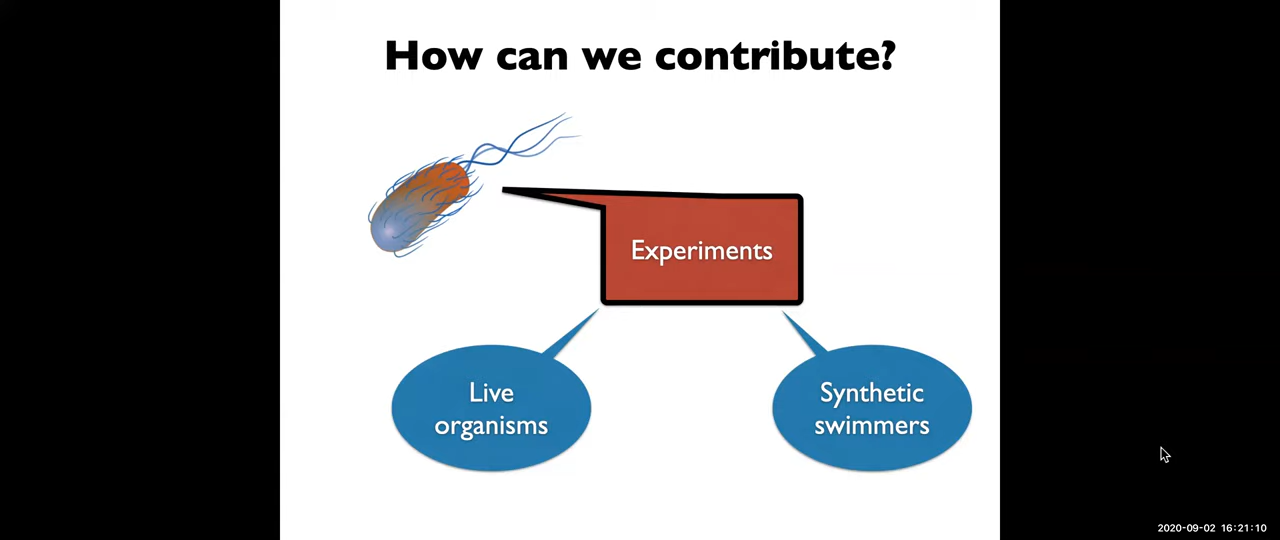 How can we contribute?
Experiments
Live
organisms
Synthetic
swimmers
2020-09-02 16:21:10